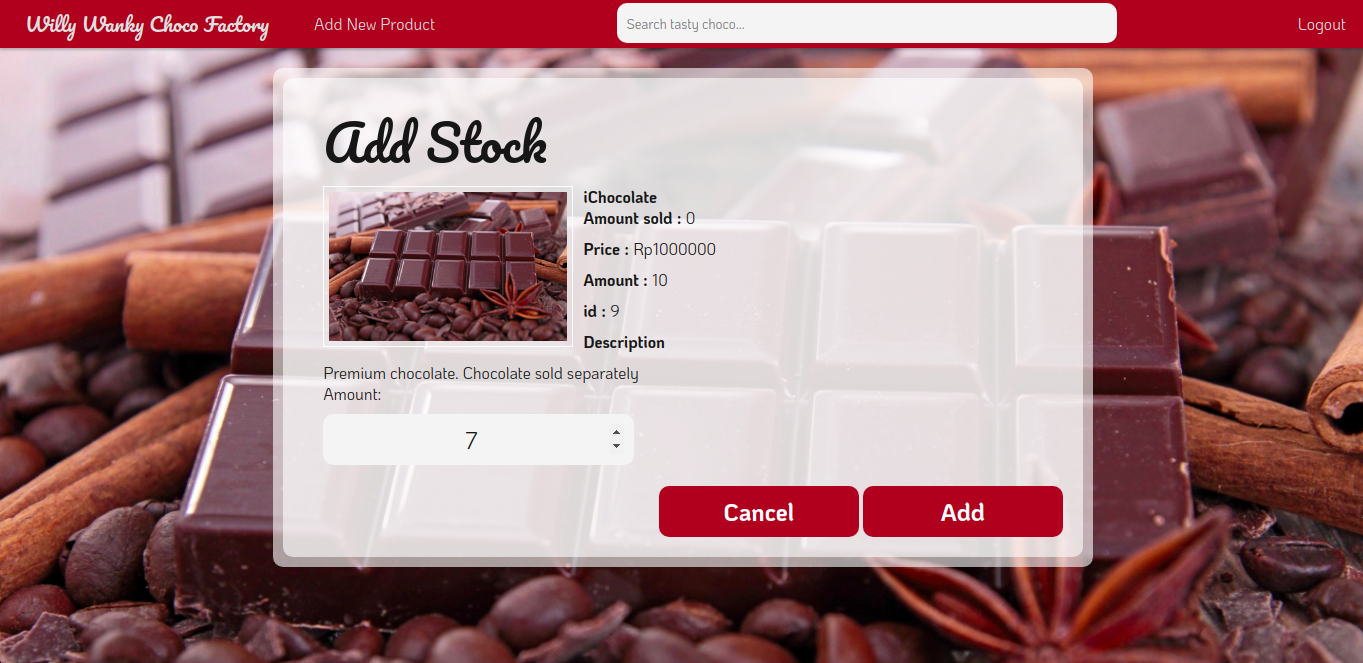 Willy Wanky Choco Factory
Add New Product
Search tasty choco...
Logout
Add Stock
iChocolate
Amount sold : 0
Price : Rp1000000
Amount : 10
id : 9
Description
Premium chocolate. Chocolate sold separately
Amount:
7
Cancel
Add